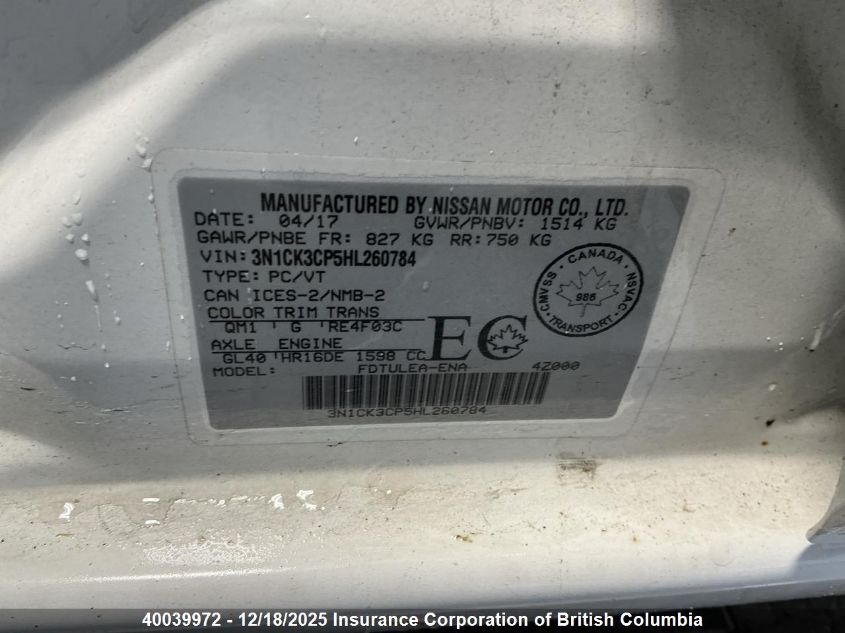 MANUFACTURED BY NISSAN MOTOR CO., LTD.
DATE: 04/17 GVWR/PNBV: 1514 KG
GAWR/PNBE FR: 827 KG RR: 750 KG
VIN: 3N1CK3CP5HL260784
TYPE: PC/VT
CAN ICES-2/NMB-2
COLOR TRIM TRANS
QM1 G RE4F03C
AXLE ENGINE
GL40 HR16DE 1598 CC
MODEL: FDTULEA-ENA 4Z000
EC
CANADA
CMVSS 986 NSVAC
TRANSPORT
3N1CK3CP5HL260784
40039972 - 12/18/2025 Insurance Corporation of British Columbia